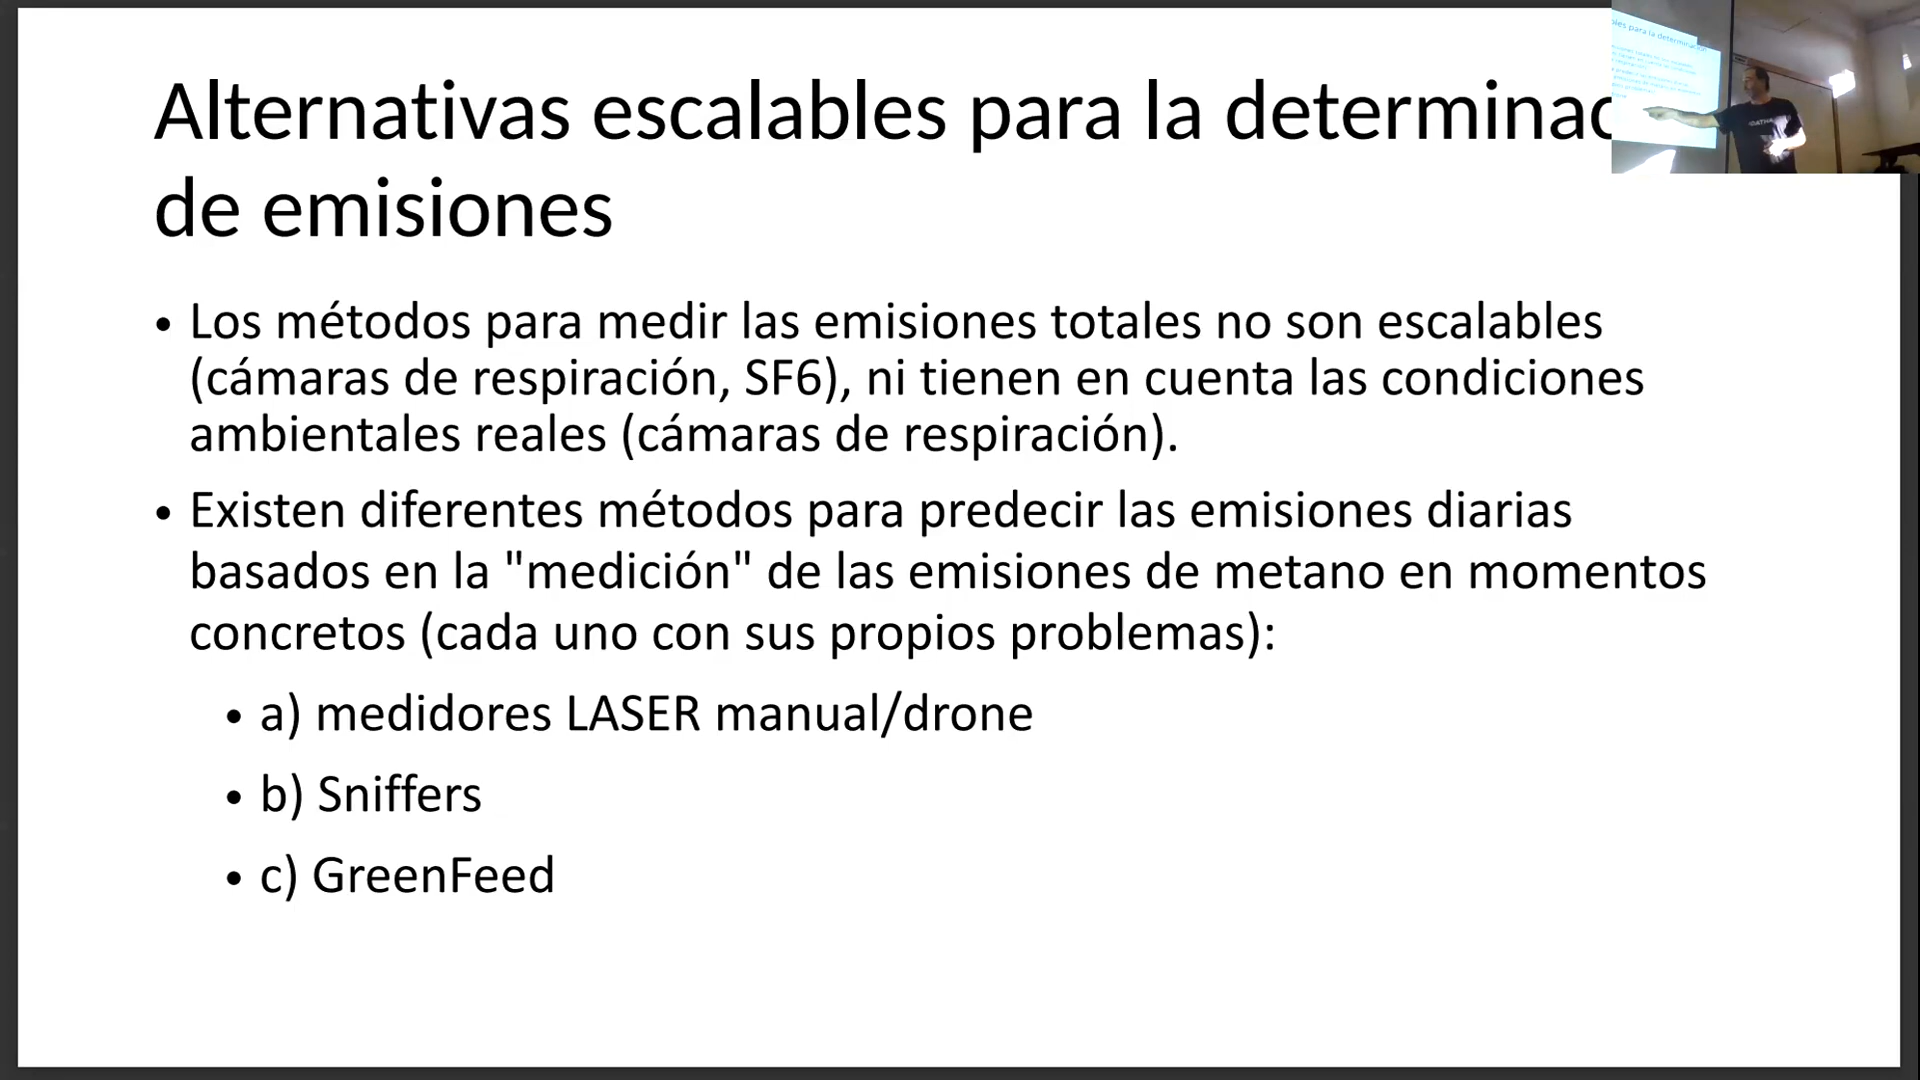 Alternativas escalables para la determinac
de emisiones
• Los métodos para medir las emisiones totales no son escalables
(cámaras de respiración, SF6), ni tienen en cuenta las condiciones
ambientales reales (cámaras de respiración).
• Existen diferentes métodos para predecir las emisiones diarias
basados en la "medición" de las emisiones de metano en momentos
concretos (cada uno con sus propios problemas):
• a) medidores LASER manual/drone
• b) Sniffers
• c) GreenFeed